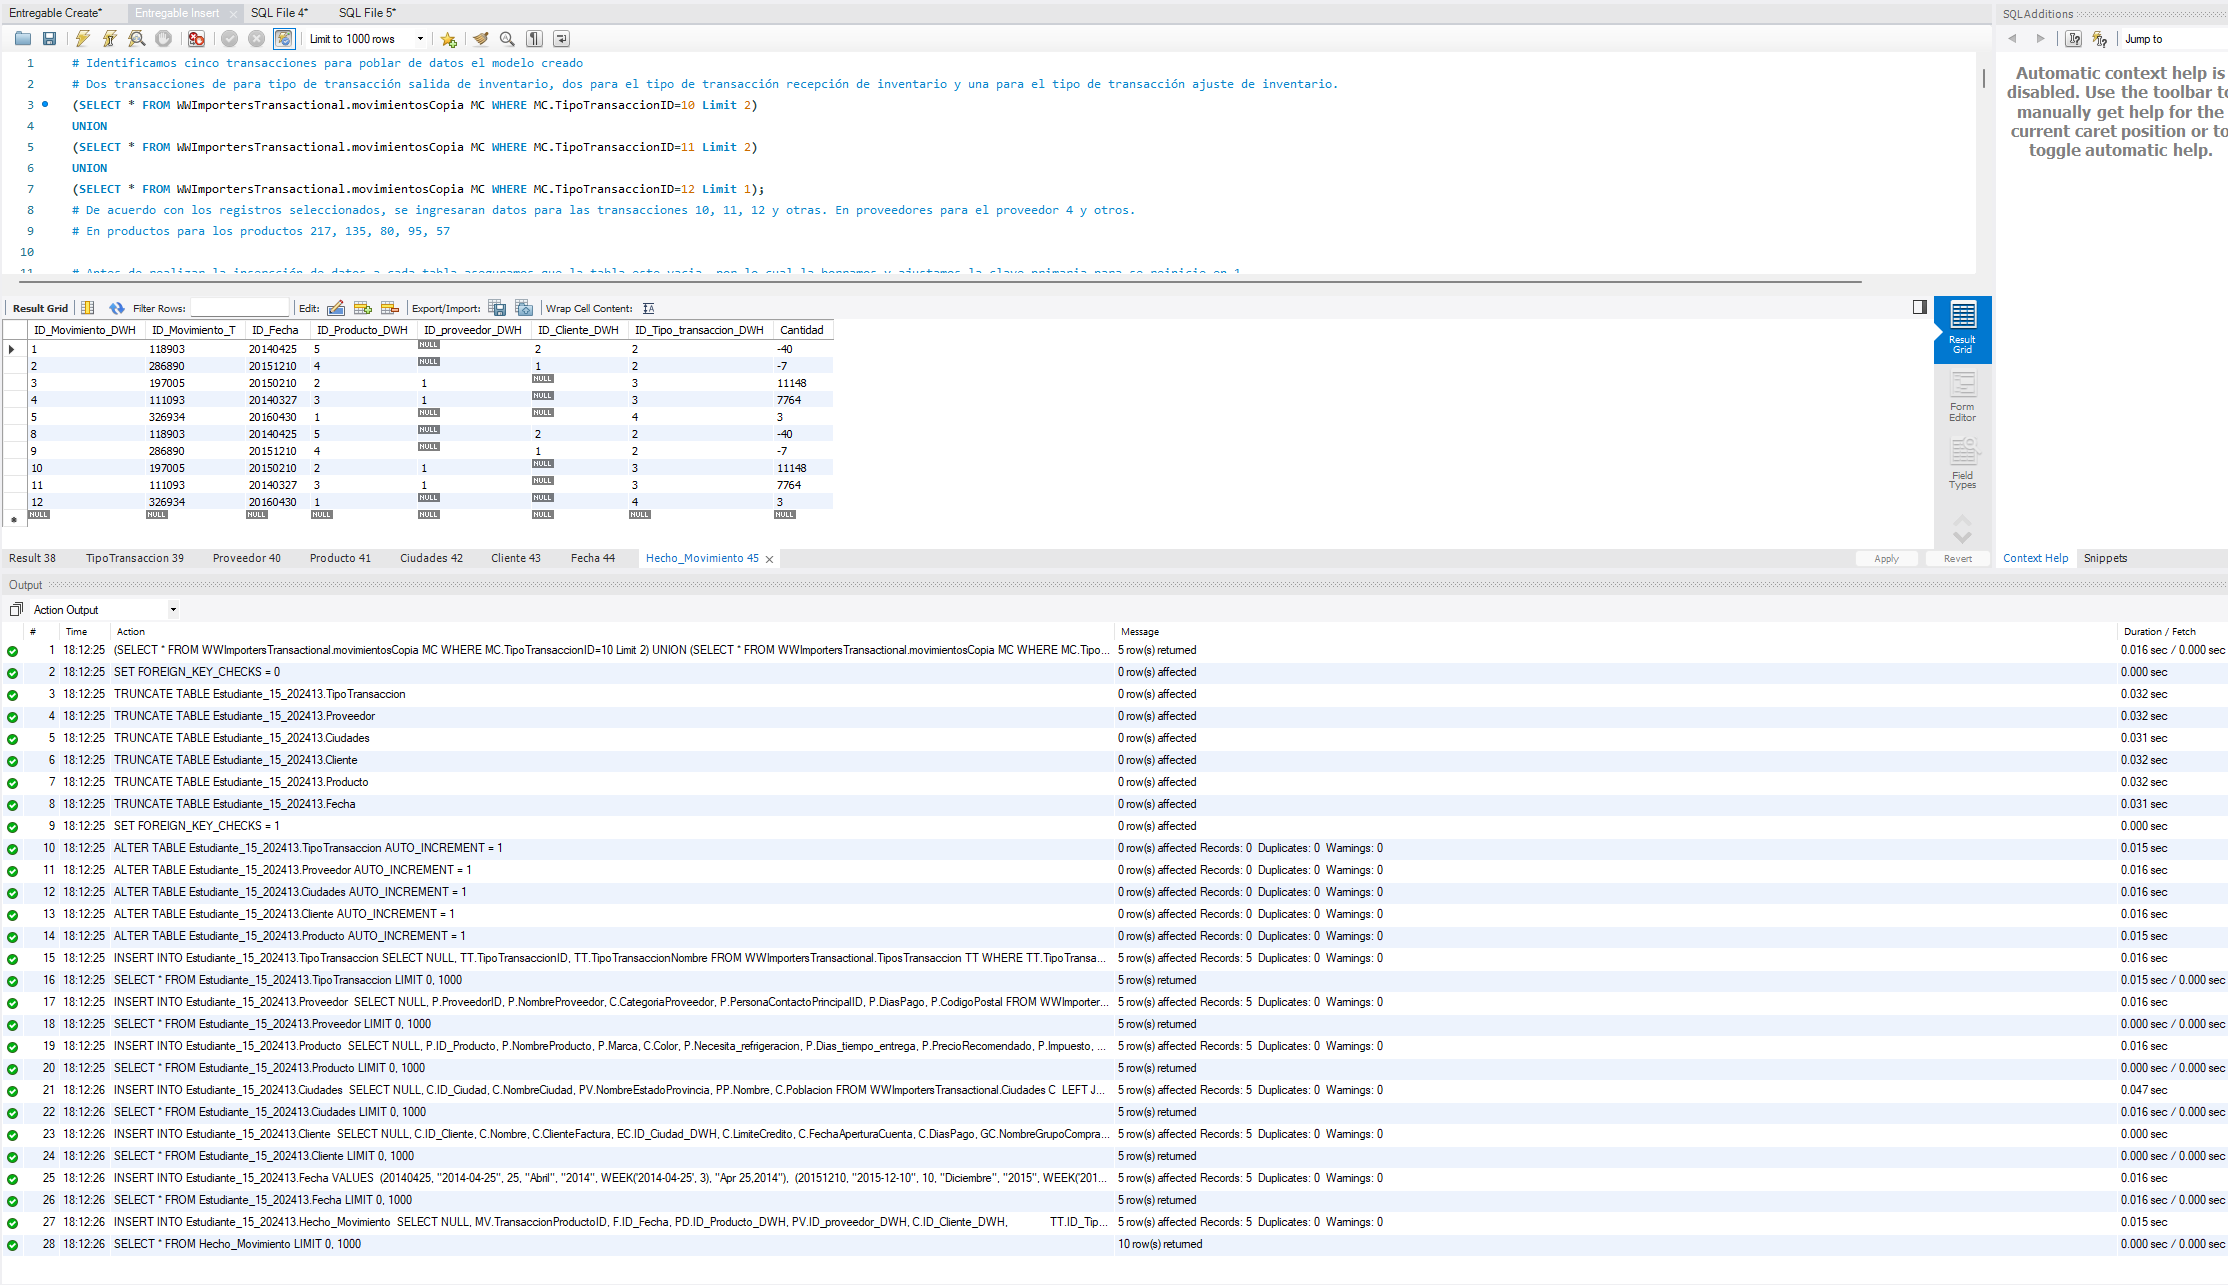 Entregable Create*
Entregable Insert
SQL File 4*
SQL File 5*
Limit to 1000 rows
1 # Identificamos cinco transacciones para poblar de datos el modelo creado
2 # Dos transacciones de para tipo de transacción salida de inventario, dos para el tipo de transacción recepción de inventario y una para el tipo de transacción ajuste de inventario.
3 (SELECT * FROM WWImportersTransactional.movimientosCopia MC WHERE MC.TipoTransaccionID=10 Limit 2)
4 UNION
5 (SELECT * FROM WWImportersTransactional.movimientosCopia MC WHERE MC.TipoTransaccionID=11 Limit 2)
6 UNION
7 (SELECT * FROM WWImportersTransactional.movimientosCopia MC WHERE MC.TipoTransaccionID=12 Limit 1);
8 # De acuerdo con los registros seleccionados, se ingresaran datos para las transacciones 10, 11, 12 y otras. En proveedores para el proveedor 4 y otros.
9 # En productos para los productos 217, 135, 80, 95, 57
10
11 # Antes de realizar la insercción de datos a cada tabla aseguramos que la tabla este vacia, por lo cual la borramos y ajustamos la clave primaria para se reinicie en 1
SQLAdditions
Jump to
Automatic context help is
disabled. Use the toolbar to
manually get help for the
current caret position or to
toggle automatic help.
Result Grid Filter Rows: Edit: Export/Import: Wrap Cell Content:
ID_Movimiento_DWH ID_Movimiento_T ID_Fecha ID_Producto_DWH ID_proveedor_DWH ID_Cliente_DWH ID_Tipo_transaccion_DWH Cantidad
1 118903 20140425 5 NULL 2 2 -40
2 286890 20151210 4 NULL 1 2 -7
3 197005 20150210 2 1 NULL 3 11148
4 111093 20140327 3 1 NULL 3 7764
5 326934 20160430 1 NULL NULL 4 3
8 118903 20140425 5 NULL 2 2 -40
9 286890 20151210 4 NULL 1 2 -7
10 197005 20150210 2 1 NULL 3 11148
11 111093 20140327 3 1 NULL 3 7764
12 326934 20160430 1 NULL NULL 4 3
NULL NULL NULL NULL NULL NULL NULL NULL
Result
Grid
Form
Editor
Field
Types
Result 38 TipoTransaccion 39 Proveedor 40 Producto 41 Ciudades 42 Cliente 43 Fecha 44 Hecho_Movimiento 45
Apply Revert
Context Help Snippets
Output
Action Output
# Time Action Message Duration / Fetch
1 18:12:25 (SELECT * FROM WWImportersTransactional.movimientosCopia MC WHERE MC.TipoTransaccionID=10 Limit 2) UNION (SELECT * FROM WWImportersTransactional.movimientosCopia MC WHERE MC.Tipo... 5 row(s) returned 0.016 sec / 0.000 sec
2 18:12:25 SET FOREIGN_KEY_CHECKS = 0 0 row(s) affected 0.000 sec
3 18:12:25 TRUNCATE TABLE Estudiante_15_202413.TipoTransaccion 0 row(s) affected 0.032 sec
4 18:12:25 TRUNCATE TABLE Estudiante_15_202413.Proveedor 0 row(s) affected 0.032 sec
5 18:12:25 TRUNCATE TABLE Estudiante_15_202413.Ciudades 0 row(s) affected 0.031 sec
6 18:12:25 TRUNCATE TABLE Estudiante_15_202413.Cliente 0 row(s) affected 0.032 sec
7 18:12:25 TRUNCATE TABLE Estudiante_15_202413.Producto 0 row(s) affected 0.032 sec
8 18:12:25 TRUNCATE TABLE Estudiante_15_202413.Fecha 0 row(s) affected 0.031 sec
9 18:12:25 SET FOREIGN_KEY_CHECKS = 1 0 row(s) affected 0.000 sec
10 18:12:25 ALTER TABLE Estudiante_15_202413.TipoTransaccion AUTO_INCREMENT = 1 0 row(s) affected Records: 0 Duplicates: 0 Warnings: 0 0.015 sec
11 18:12:25 ALTER TABLE Estudiante_15_202413.Proveedor AUTO_INCREMENT = 1 0 row(s) affected Records: 0 Duplicates: 0 Warnings: 0 0.016 sec
12 18:12:25 ALTER TABLE Estudiante_15_202413.Ciudades AUTO_INCREMENT = 1 0 row(s) affected Records: 0 Duplicates: 0 Warnings: 0 0.016 sec
13 18:12:25 ALTER TABLE Estudiante_15_202413.Cliente AUTO_INCREMENT = 1 0 row(s) affected Records: 0 Duplicates: 0 Warnings: 0 0.016 sec
14 18:12:25 ALTER TABLE Estudiante_15_202413.Producto AUTO_INCREMENT = 1 0 row(s) affected Records: 0 Duplicates: 0 Warnings: 0 0.015 sec
15 18:12:25 INSERT INTO Estudiante_15_202413.TipoTransaccion SELECT NULL, TT.TipoTransaccionID, TT.TipoTransaccionNombre FROM WWImportersTransactional.TiposTransaccion TT WHERE TT.TipoTransa... 5 row(s) affected Records: 5 Duplicates: 0 Warnings: 0 0.016 sec
16 18:12:25 SELECT * FROM Estudiante_15_202413.TipoTransaccion LIMIT 0, 1000 5 row(s) returned 0.015 sec / 0.000 sec
17 18:12:25 INSERT INTO Estudiante_15_202413.Proveedor SELECT NULL, P.ProveedorID, P.NombreProveedor, C.CategoriaProveedor, P.PersonaContactoPrincipalID, P.DiasPago, P.CodigoPostal FROM WWImporter... 5 row(s) affected Records: 5 Duplicates: 0 Warnings: 0 0.016 sec
18 18:12:25 SELECT * FROM Estudiante_15_202413.Proveedor LIMIT 0, 1000 5 row(s) returned 0.000 sec / 0.000 sec
19 18:12:25 INSERT INTO Estudiante_15_202413.Producto SELECT NULL, P.ID_Producto, P.NombreProducto, P.Marca, C.Color, P.Necesita_refrigeracion, P.Dias_tiempo_entrega, P.PrecioRecomendado, P.Impuesto, ... 5 row(s) affected Records: 5 Duplicates: 0 Warnings: 0 0.016 sec
20 18:12:25 SELECT * FROM Estudiante_15_202413.Producto LIMIT 0, 1000 5 row(s) returned 0.000 sec / 0.000 sec
21 18:12:26 INSERT INTO Estudiante_15_202413.Ciudades SELECT NULL, C.ID_Ciudad, C.NombreCiudad, PV.NombreEstadoProvincia, PP.Nombre, C.Poblacion FROM WWImportersTransactional.Ciudades C LEFT J... 5 row(s) affected Records: 5 Duplicates: 0 Warnings: 0 0.047 sec
22 18:12:26 SELECT * FROM Estudiante_15_202413.Ciudades LIMIT 0, 1000 5 row(s) returned 0.016 sec / 0.000 sec
23 18:12:26 INSERT INTO Estudiante_15_202413.Cliente SELECT NULL, C.ID_Cliente, C.Nombre, C.ClienteFactura, EC.ID_Ciudad_DWH, C.LimiteCredito, C.FechaAperturaCuenta, C.DiasPago, GC.NombreGrupoCompra... 5 row(s) affected Records: 5 Duplicates: 0 Warnings: 0 0.000 sec
24 18:12:26 SELECT * FROM Estudiante_15_202413.Cliente LIMIT 0, 1000 5 row(s) returned 0.000 sec / 0.000 sec
25 18:12:26 INSERT INTO Estudiante_15_202413.Fecha VALUES (20140425, "2014-04-25", 25, "Abril", "2014", WEEK('2014-04-25', 3), "Apr 25,2014"), (20151210, "2015-12-10", 10, "Diciembre", "2015", WEEK('201... 5 row(s) affected Records: 5 Duplicates: 0 Warnings: 0 0.016 sec
26 18:12:26 SELECT * FROM Estudiante_15_202413.Fecha LIMIT 0, 1000 5 row(s) returned 0.016 sec / 0.000 sec
27 18:12:26 INSERT INTO Estudiante_15_202413.Hecho_Movimiento SELECT NULL, MV.TransaccionProductoID, F.ID_Fecha, PD.ID_Producto_DWH, PV.ID_proveedor_DWH, C.ID_Cliente_DWH, TT.ID_Tip... 5 row(s) affected Records: 5 Duplicates: 0 Warnings: 0 0.015 sec
28 18:12:26 SELECT * FROM Hecho_Movimiento LIMIT 0, 1000 10 row(s) returned 0.000 sec / 0.000 sec